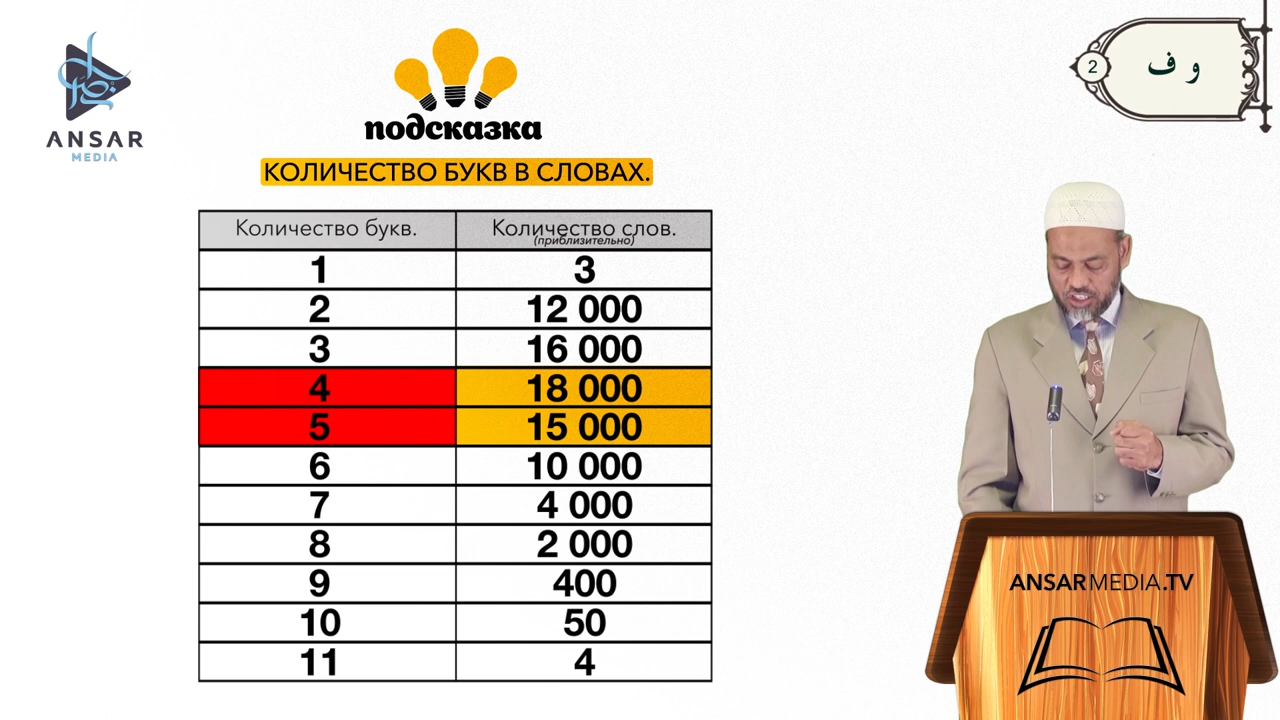 ANSAR
MEDIA
подсказка
КОЛИЧЕСТВО БУКВ В СЛОВАХ.
2
و ف
Количество букв. Количество слов.
(приблизительно)
1 3
2 12 000
3 16 000
4 18 000
5 15 000
6 10 000
7 4 000
8 2 000
9 400
10 50
11 4
ANSARMEDIA.TV